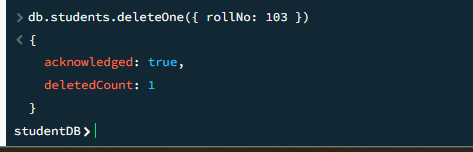 > db.students.deleteOne({ rollNo: 103 })
< {
acknowledged: true,
deletedCount: 1
}
studentDB>